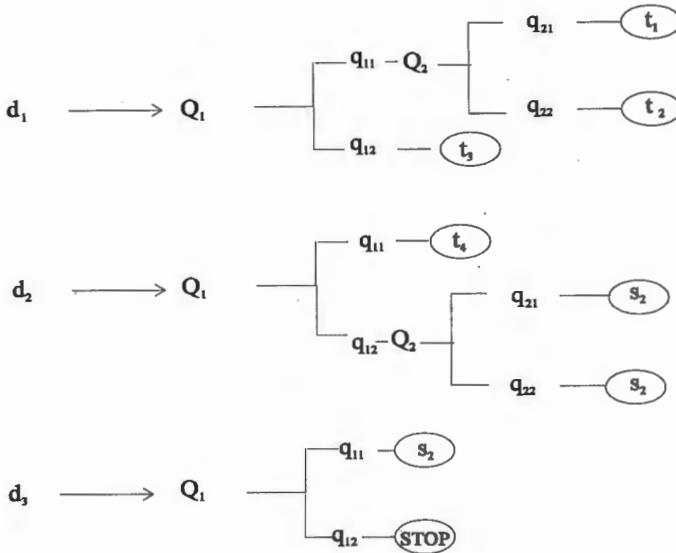 q₂₁ t₁
q₁₁ Q₂
d₁ Q₁ q₂₂ t₂
q₁₂ t₃
q₁₁ t₄
d₂ Q₁ q₂₁ s₂
q₁₂ Q₂
q₂₂ s₂
q₁₁ s₂
d₃ Q₁
q₁₂ STOP